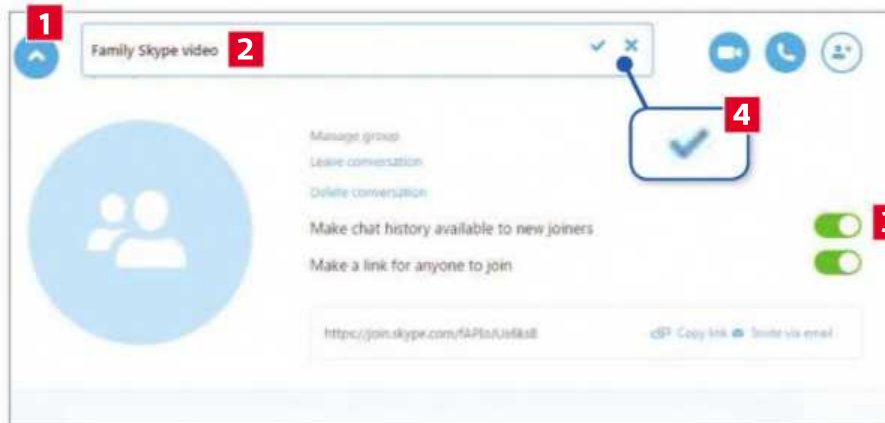 1
Family Skype video 2
4
Manage group
Leave conversation
Delete conversation
Make chat history available to new joiners
3
Make a link for anyone to join
Copy link Invite via email